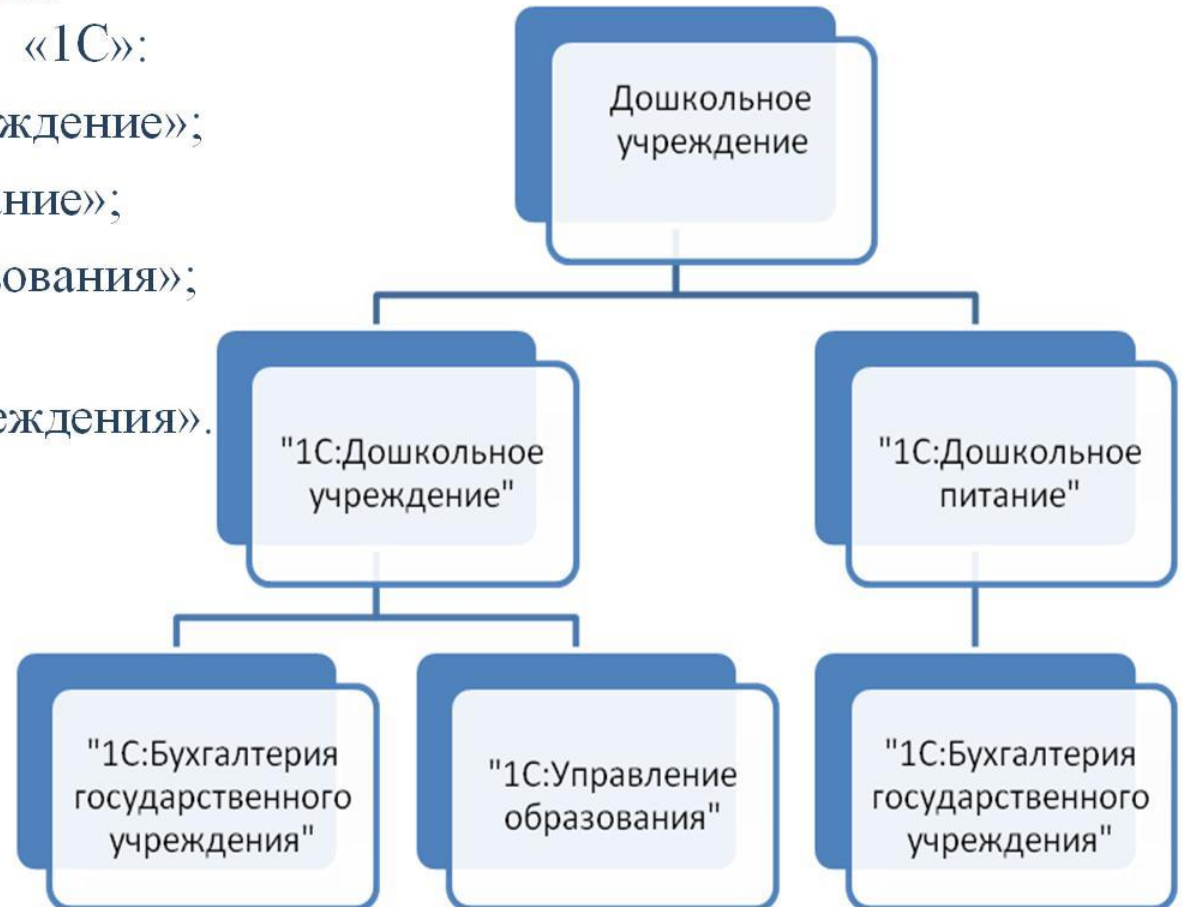 «1С»:
ждение»;
ние»;
ования»;
еждения».
Дошкольное
учреждение
"1С:Дошкольное
учреждение"
"1С:Дошкольное
питание"
"1С:Бухгалтерия
государственного
учреждения"
"1С:Управление
образования"
"1С:Бухгалтерия
государственного
учреждения"